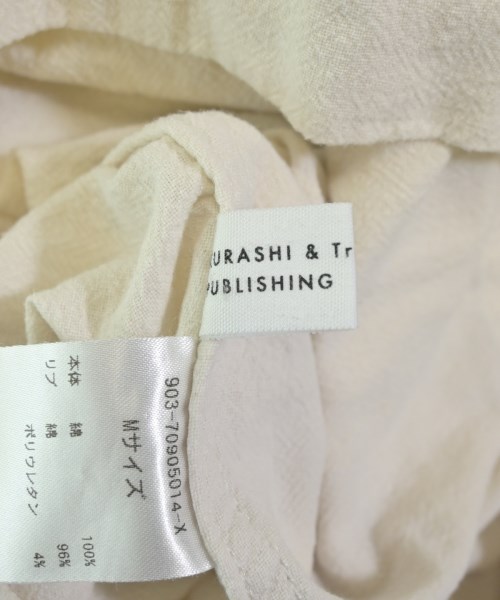 URASHI & Tr
PUBLISHING
903-70905014-X
Mサイズ
本体 綿 100%
リブ 綿 96%
ポリウレタン 4%